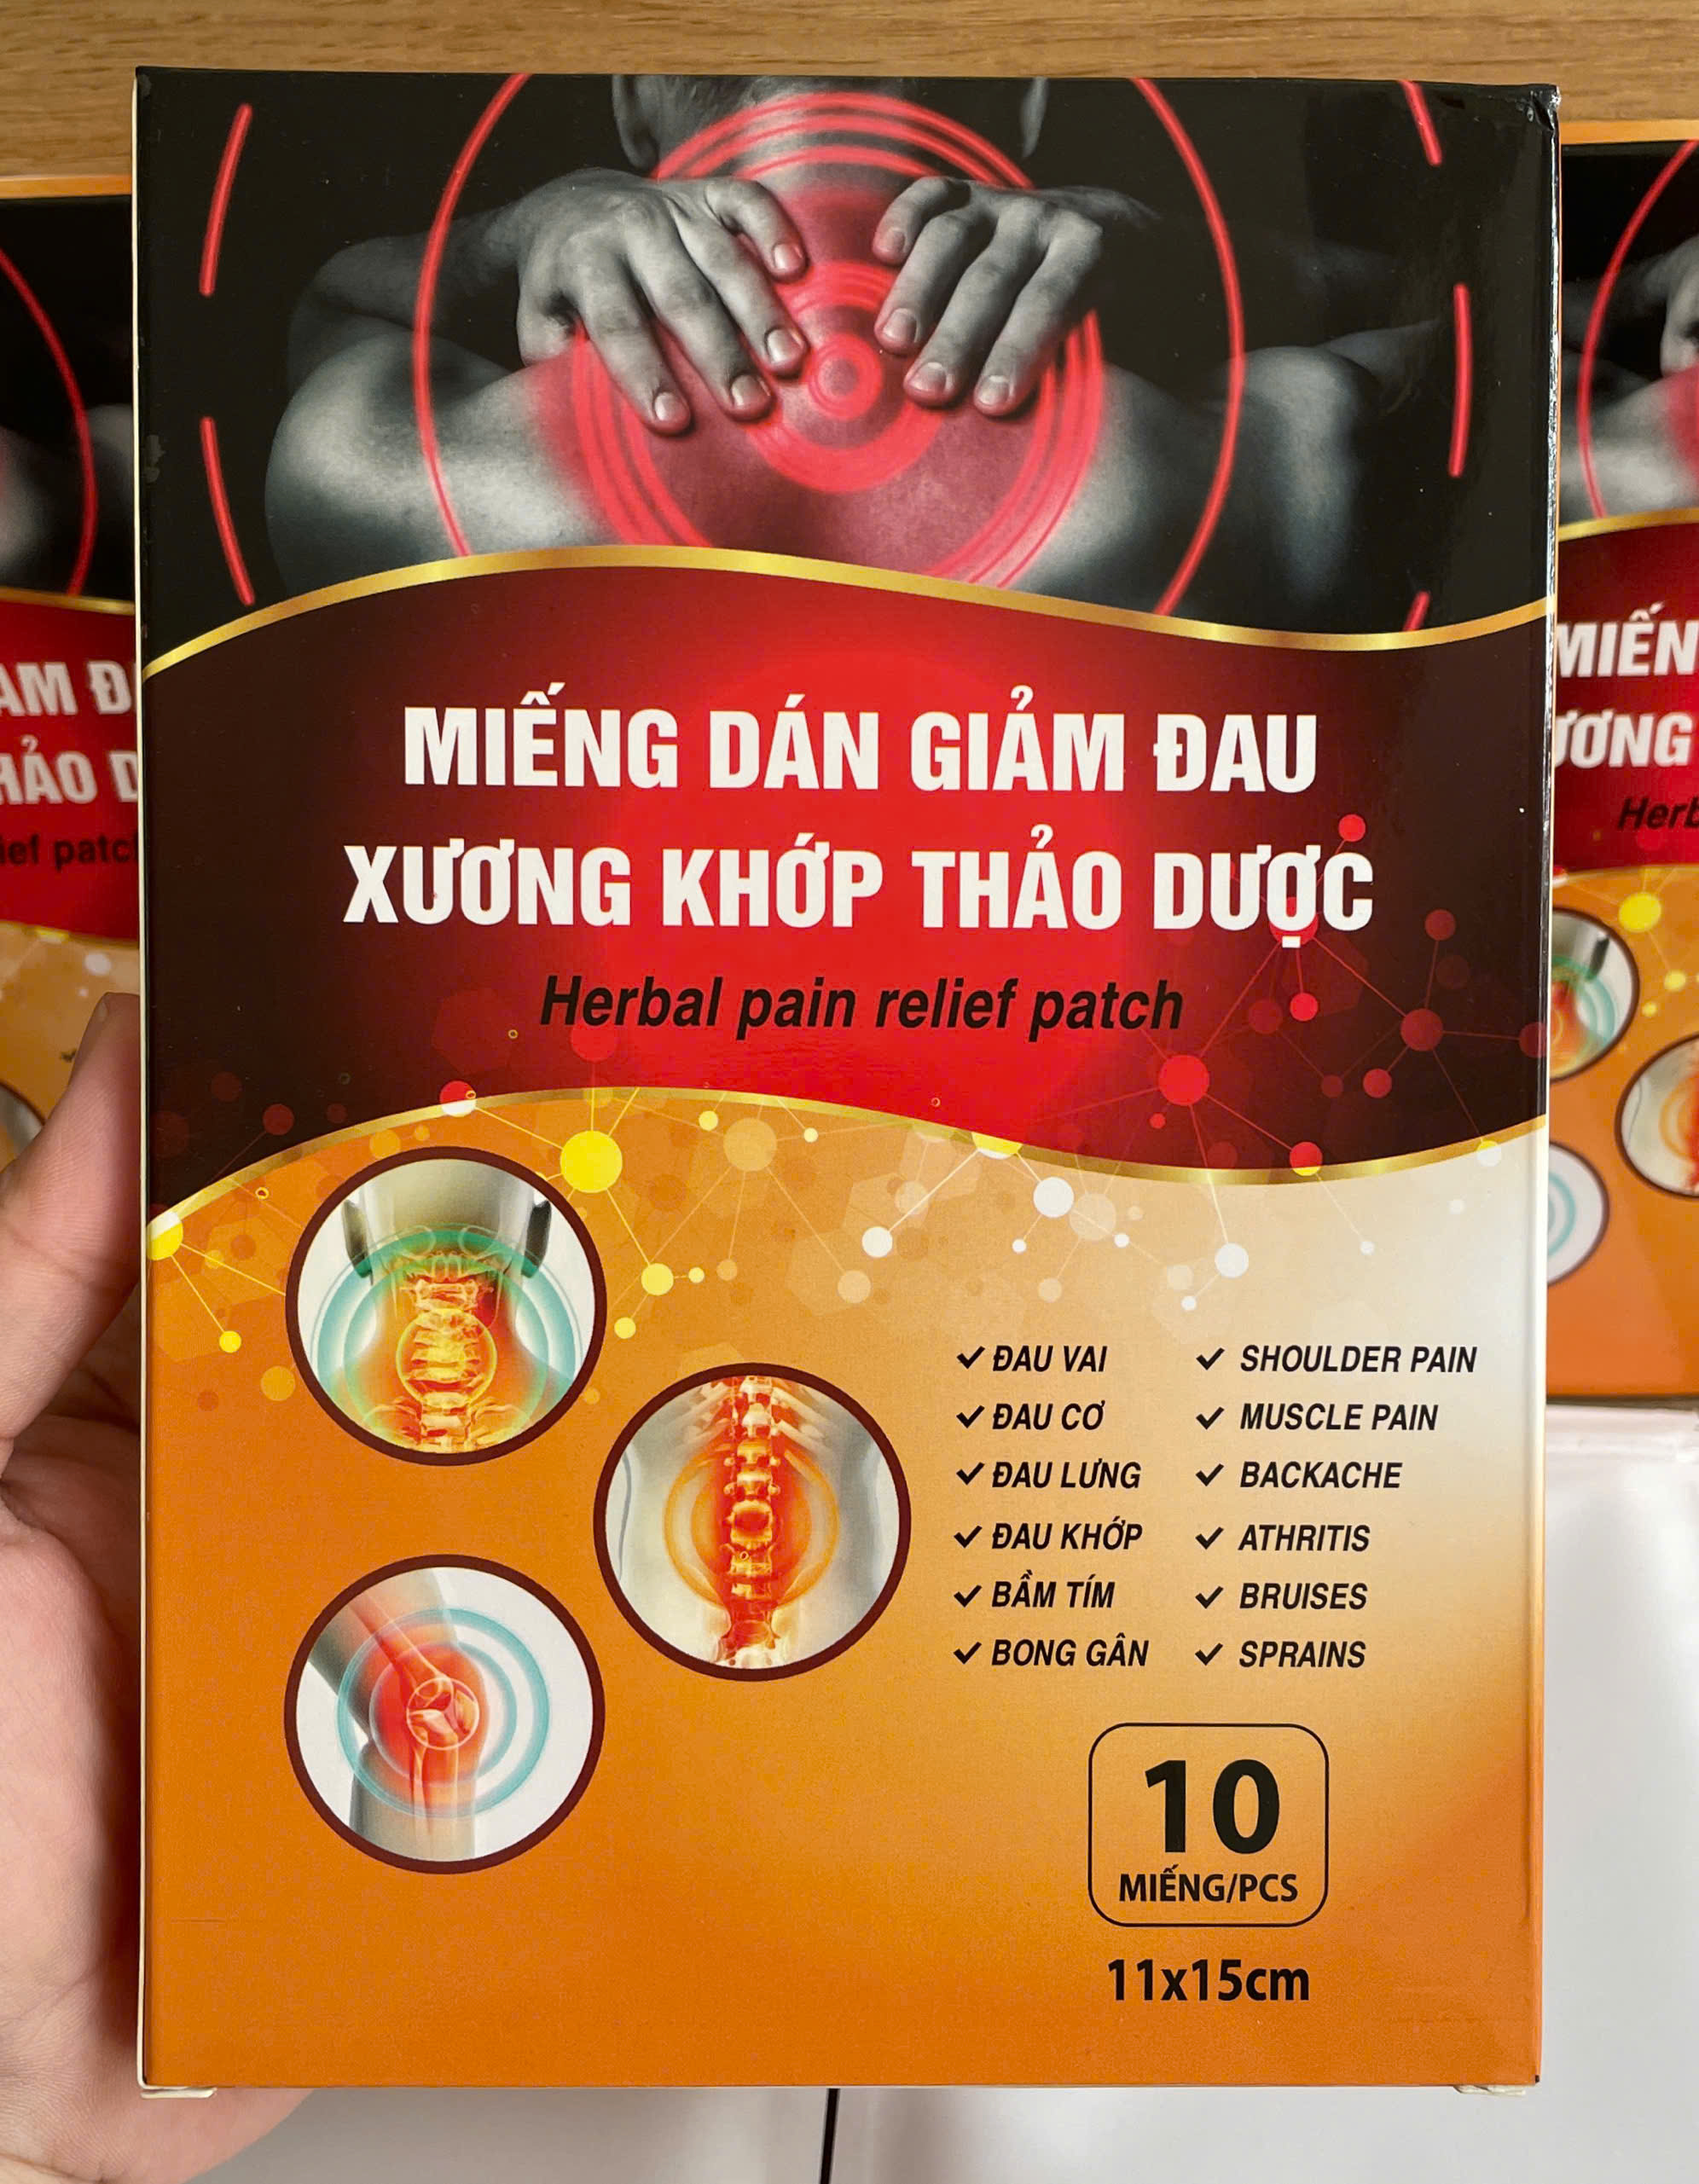 MIẾNG DÁN GIẢM ĐAU
XƯƠNG KHỚP THẢO DƯỢC
Herbal pain relief patch
ĐAU VAI
ĐAU CƠ
ĐAU LƯNG
ĐAU KHỚP
BẦM TÍM
BONG GÂN
SHOULDER PAIN
MUSCLE PAIN
BACKACHE
ATHRITIS
BRUISES
SPRAINS
10
MIẾNG/PCS
11x15cm